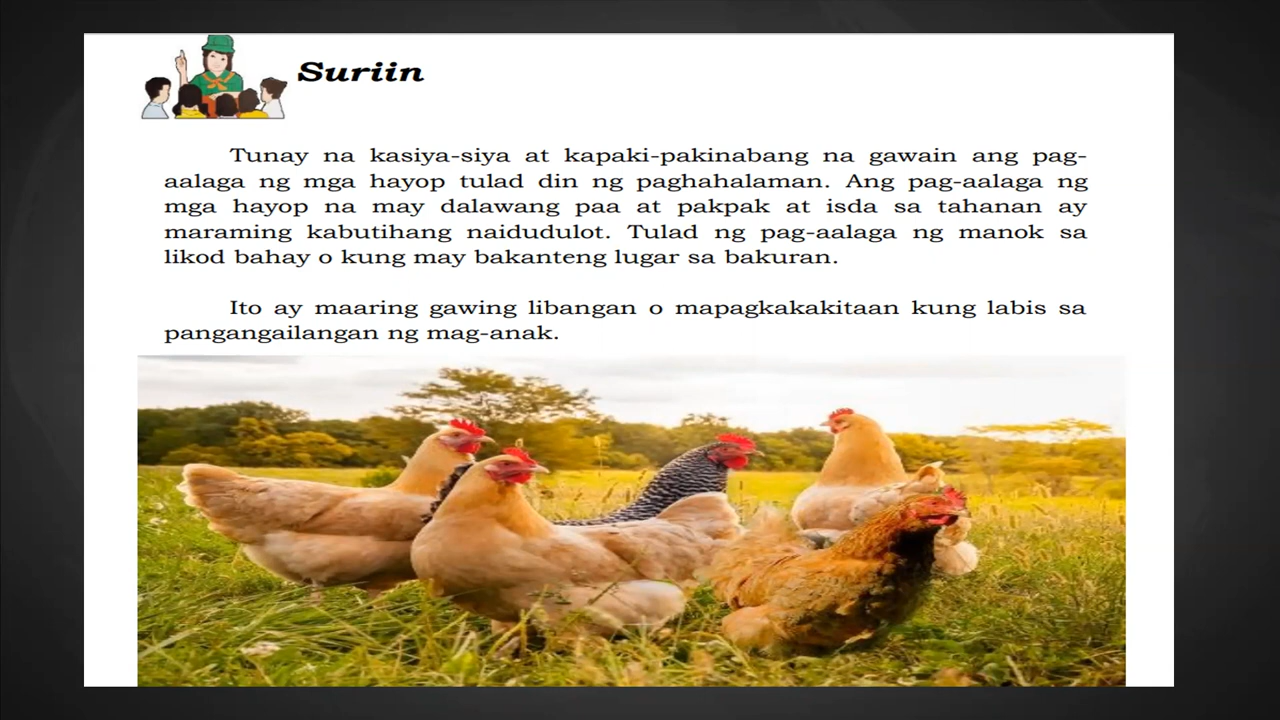 Suriin
Tunay na kasiya-siya at kapaki-pakinabang na gawain ang pag-
aalaga ng mga hayop tulad din ng paghahalaman. Ang pag-aalaga ng
mga hayop na may dalawang paa at pakpak at isda sa tahanan ay
maraming kabutihang naidudulot. Tulad ng pag-aalaga ng manok sa
likod bahay o kung may bakanteng lugar sa bakuran.
Ito ay maaring gawing libangan o mapagkakakitaan kung labis sa
pangangailangan ng mag-anak.